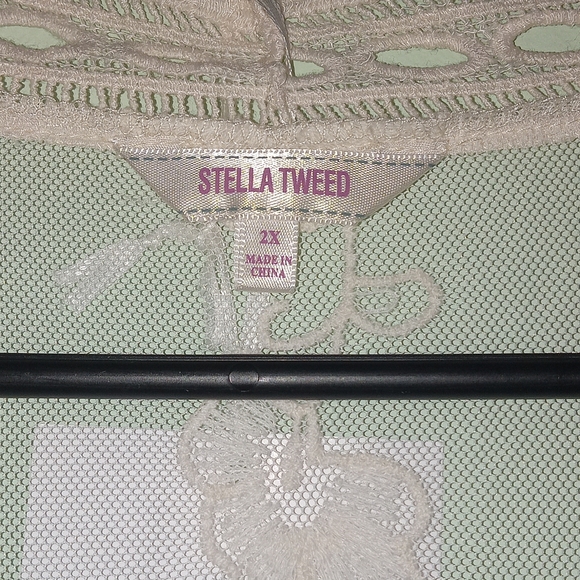 STELLA TWEED
2X
MADE IN
CHINA